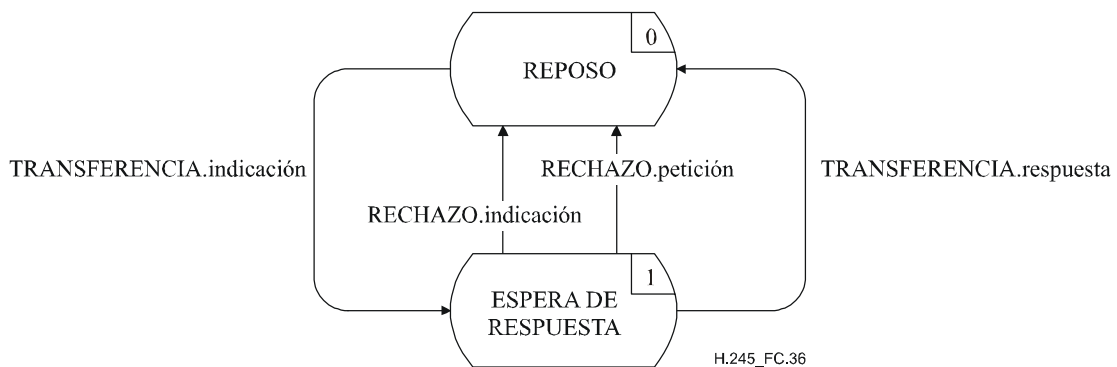 0
REPOSO
TRANSFERENCIA.indicación
RECHAZO.petición
TRANSFERENCIA.respuesta
RECHAZO.indicación
1
ESPERA DE
RESPUESTA
H.245_FC.36